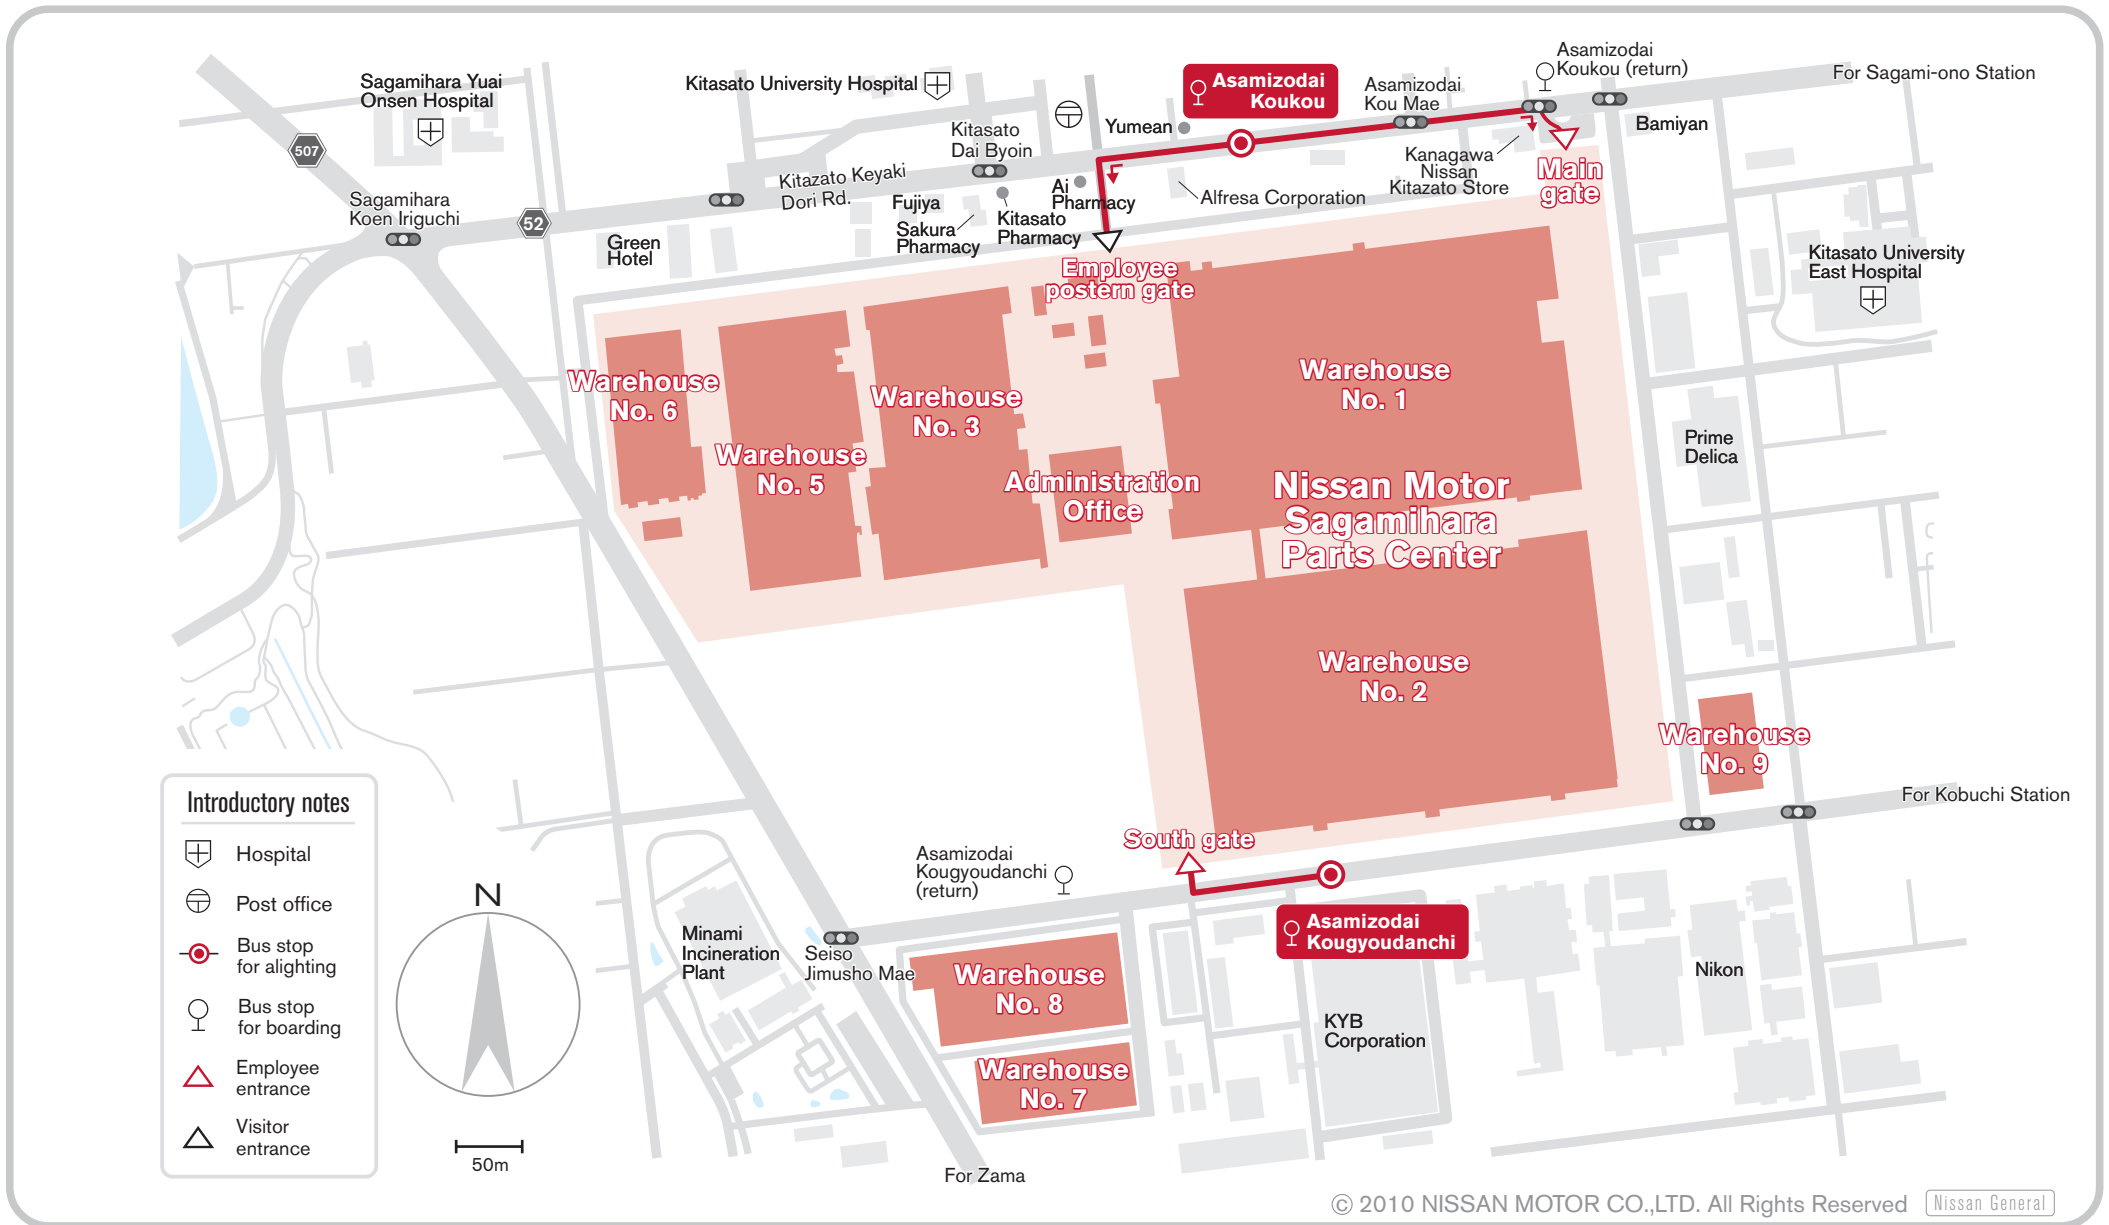 Sagamihara Yuai
Onsen Hospital
Kitasato University Hospital
Asamizodai
Koukou
Asamizodai
Kou Mae
Asamizodai
Koukou (return)
For Sagami-ono Station
507
Kitasato
Dai Byoin
Yumean
Bamiyan
Kanagawa
Nissan
Kitazato Store
Main
gate
Sagamihara
Koen Iriguchi
52
Kitazato Keyaki
Dori Rd.
Fujiya
Sakura
Pharmacy
Kitasato
Pharmacy
Ai
Pharmacy
Alfresa Corporation
Green
Hotel
Employee
postern gate
Kitasato University
East Hospital
Warehouse
No. 6
Warehouse
No. 5
Warehouse
No. 3
Administration
Office
Warehouse
No. 1
Nissan Motor
Sagamihara
Parts Center
Prime
Delica
Warehouse
No. 2
Warehouse
No. 9
For Kobuchi Station
South gate
Asamizodai
Kougyoudanchi
(return)
Asamizodai
Kougyoudanchi
Minami
Incineration
Plant
Seiso
Jimusho Mae
Warehouse
No. 8
Warehouse
No. 7
KYB
Corporation
Nikon
For Zama
Introductory notes
Hospital
Post office
Bus stop
for alighting
Bus stop
for boarding
Employee
entrance
Visitor
entrance
N
50m
© 2010 NISSAN MOTOR CO.,LTD. All Rights Reserved
Nissan General